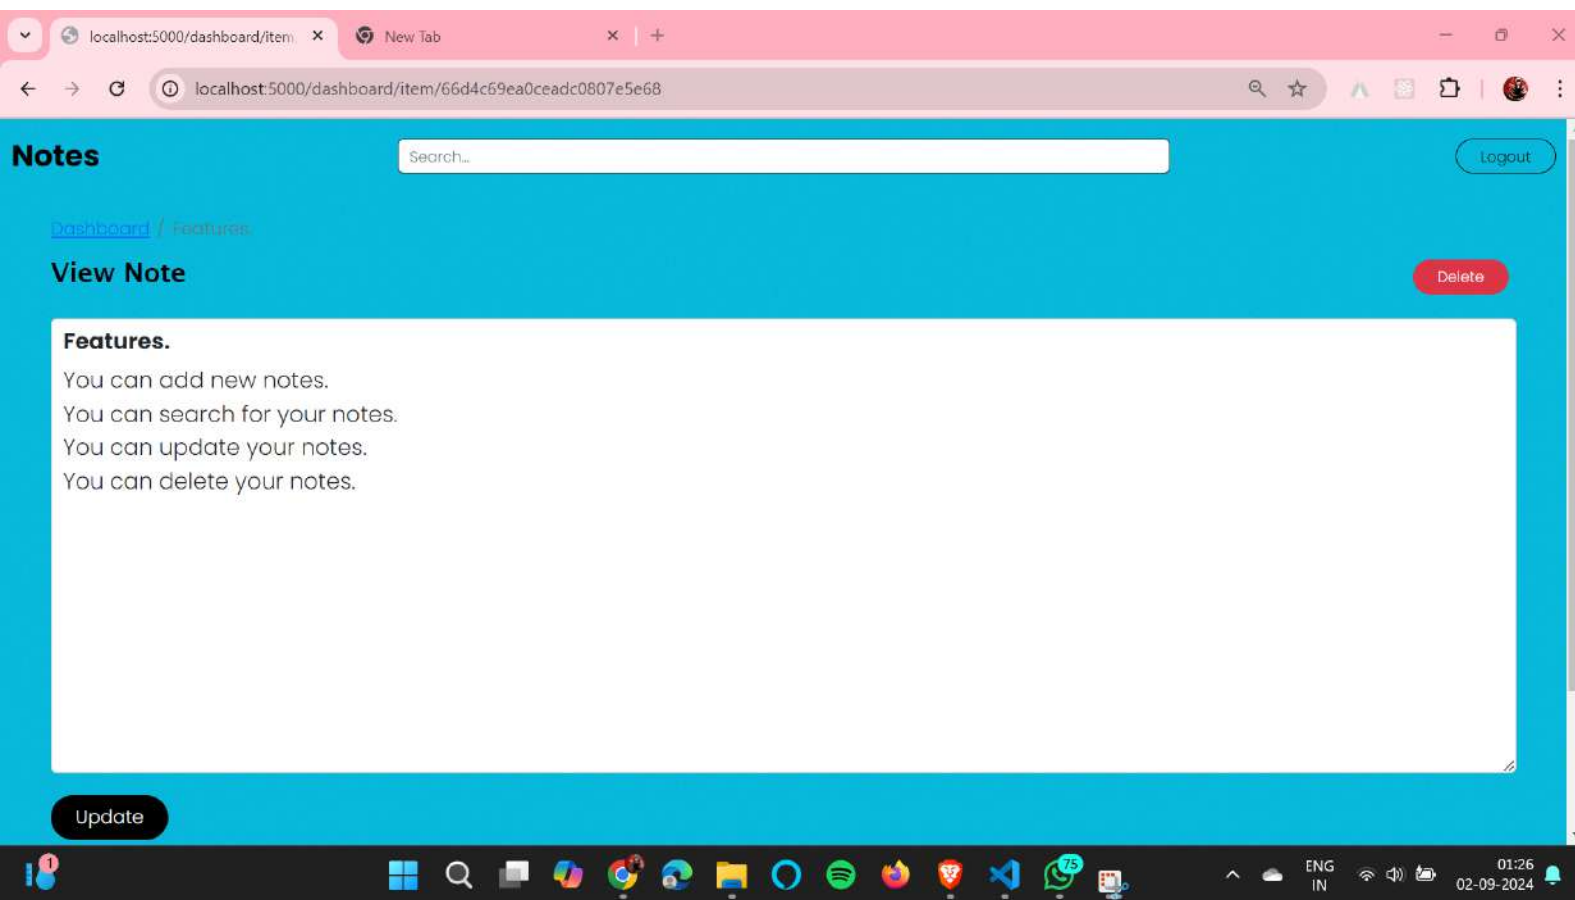 localhost:5000/dashboard/item
New Tab
localhost:5000/dashboard/item/66d4c69ea0ceadc0807e5e68
Notes
Search...
Logout
Dashboard / Features.
View Note
Delete
Features.
You can add new notes.
You can search for your notes.
You can update your notes.
You can delete your notes.
Update
1
75
ENG
IN
01:26
02-09-2024